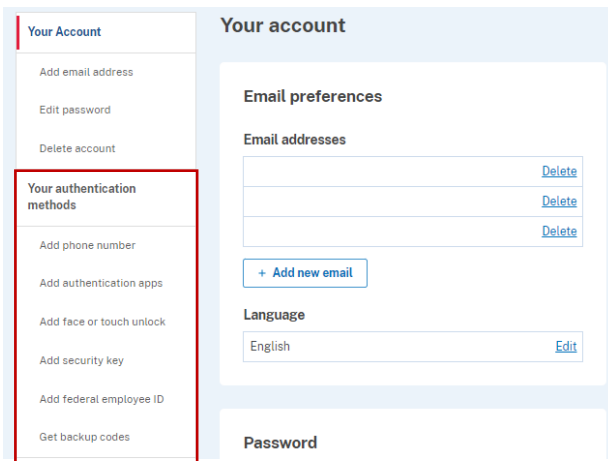 Your Account
Add email address
Edit password
Delete account
Your authentication
methods
Add phone number
Add authentication apps
Add face or touch unlock
Add security key
Add federal employee ID
Get backup codes
Your account
Email preferences
Email addresses
Delete
Delete
Delete
+ Add new email
Language
English Edit
Password